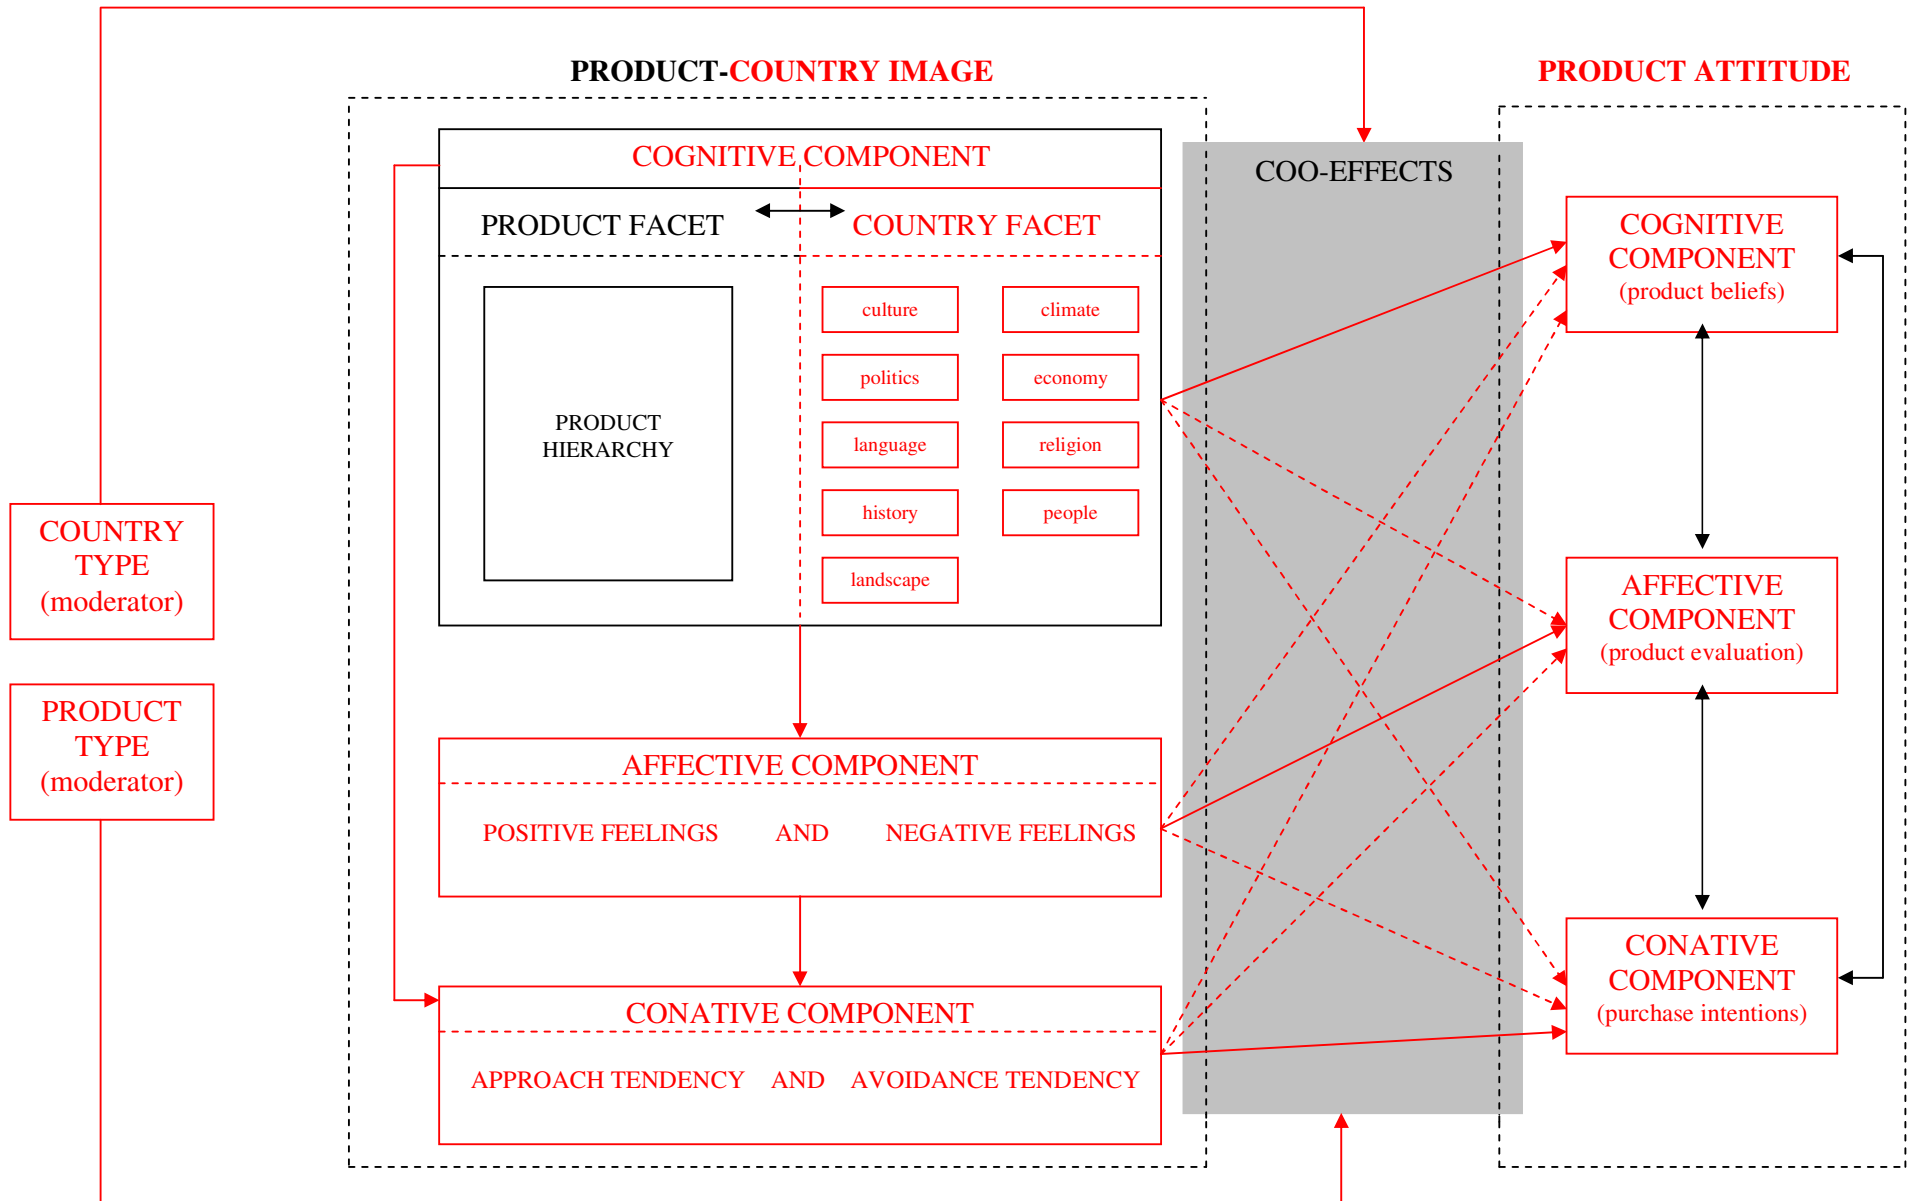 PRODUCT-COUNTRY IMAGE
PRODUCT ATTITUDE
COGNITIVE COMPONENT
PRODUCT FACET
COUNTRY FACET
PRODUCT
HIERARCHY
culture
climate
politics
economy
language
religion
history
people
landscape
COUNTRY
TYPE
(moderator)
PRODUCT
TYPE
(moderator)
AFFECTIVE COMPONENT
POSITIVE FEELINGS AND NEGATIVE FEELINGS
CONATIVE COMPONENT
APPROACH TENDENCY AND AVOIDANCE TENDENCY
COO-EFFECTS
COGNITIVE
COMPONENT
(product beliefs)
AFFECTIVE
COMPONENT
(product evaluation)
CONATIVE
COMPONENT
(purchase intentions)